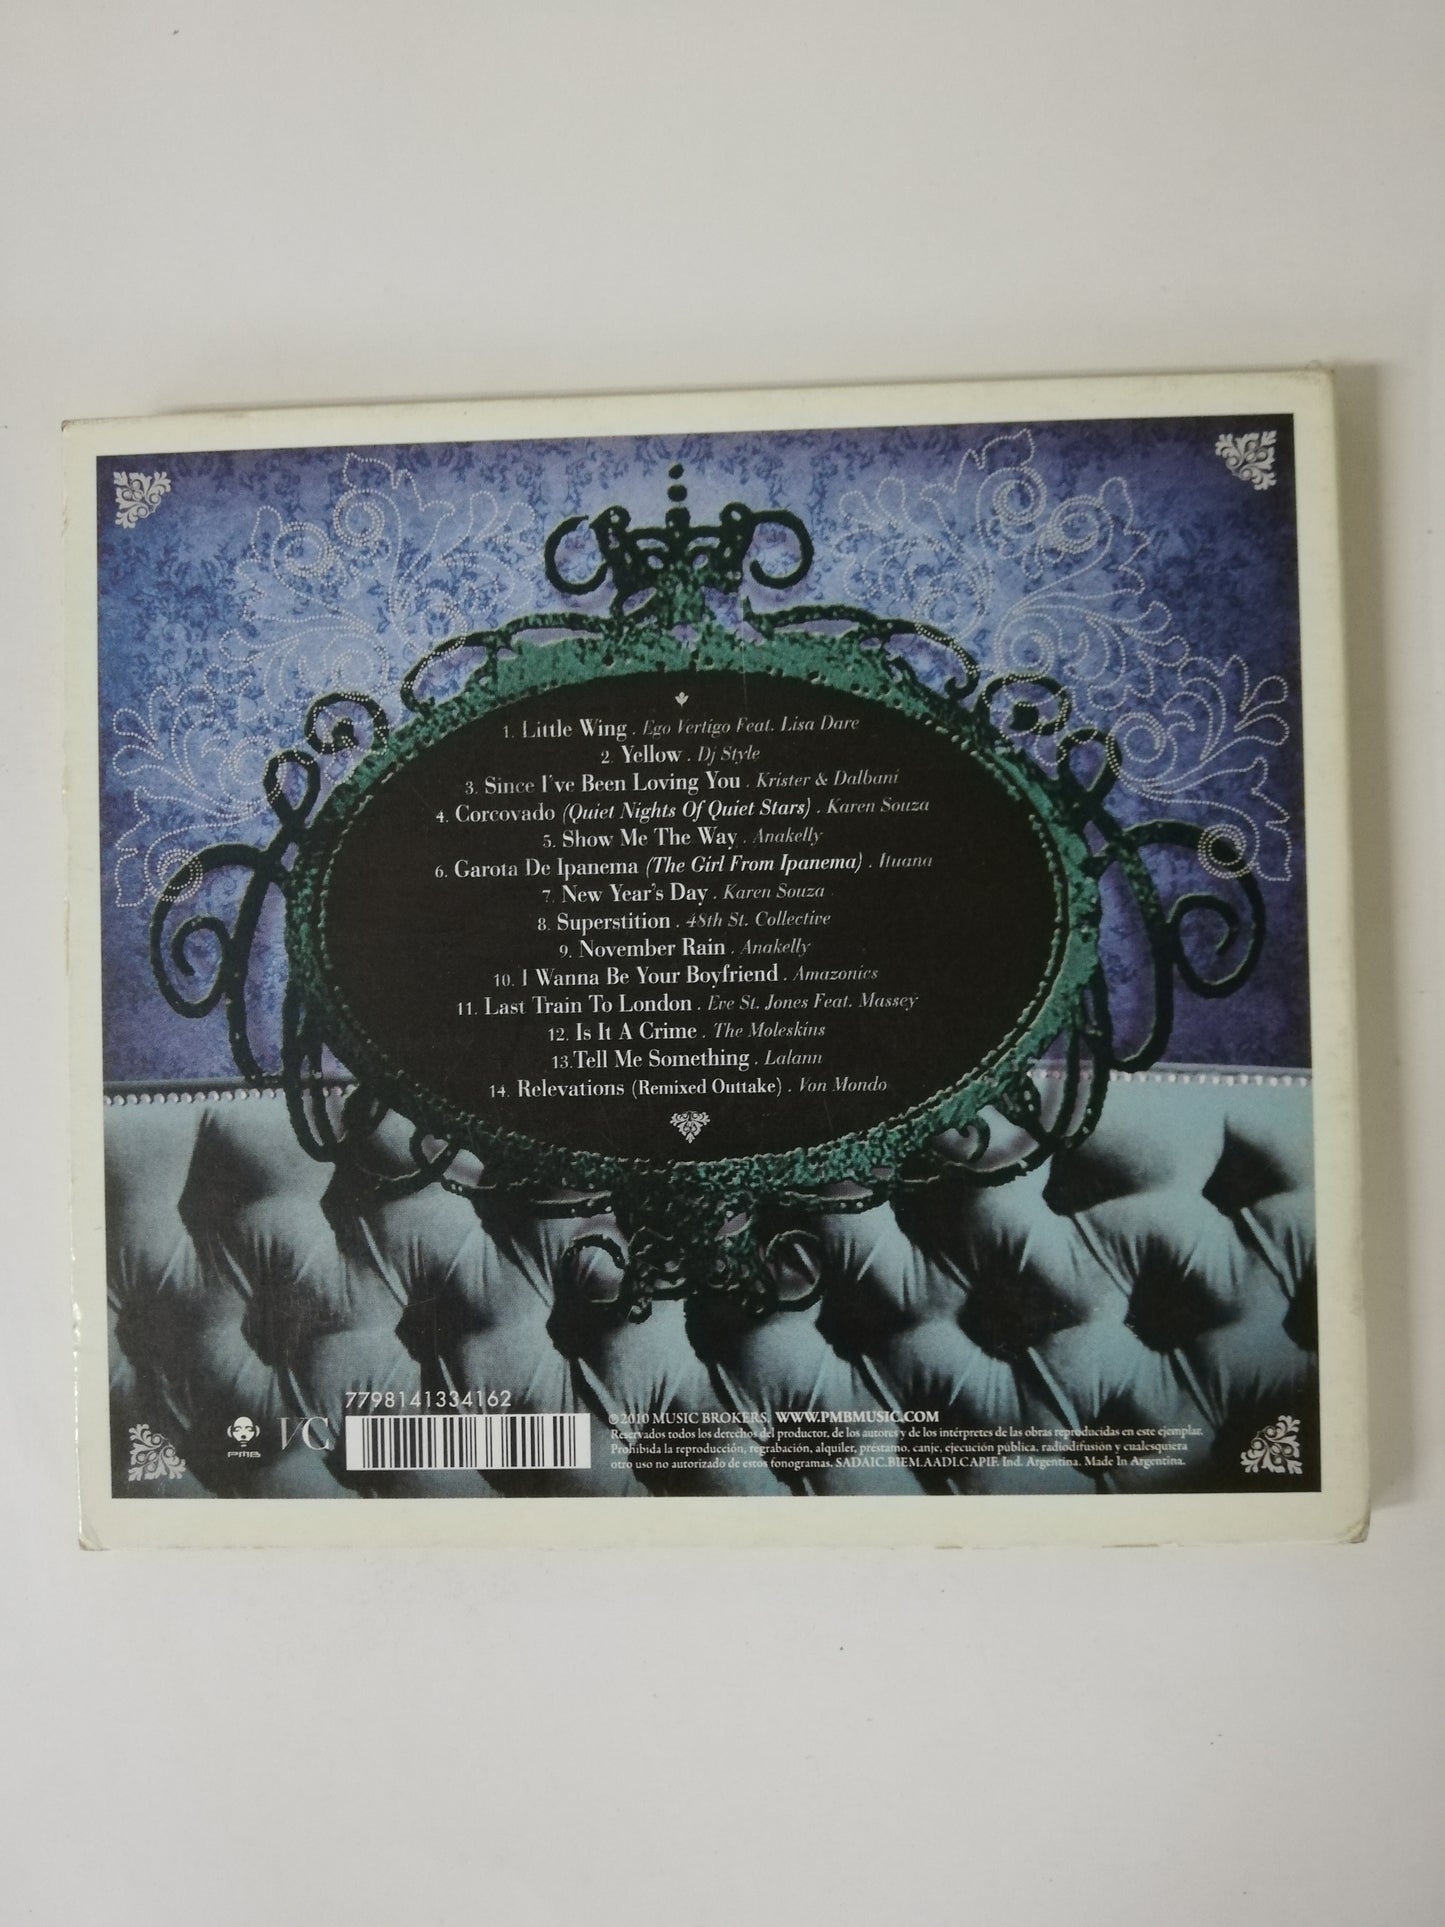 1. Little Wing . Ego Vertigo Feat. Lisa Dare
2. Yellow . Dj Style
3. Since I've Been Loving You . Krister & Dalbani
4. Corcovado (Quiet Nights Of Quiet Stars) . Karen Souza
5. Show Me The Way . Anakelly
6. Garota De Ipanema (The Girl From Ipanema) . Ituana
7. New Year's Day . Karen Souza
8. Superstition . 48th St. Collective
9. November Rain . Anakelly
10. I Wanna Be Your Boyfriend . Amazonics
11. Last Train To London . Eve St. Jones Feat. Massey
12. Is It A Crime . The Moleskins
13. Tell Me Something . Lalann
14. Relevations (Remixed Outtake) . Von Mondo
7798141334162
PMB VC
©2010 MUSIC BROKERS. WWW.PMBMUSIC.COM
Reservados todos los derechos del productor, de los autores y de los intérpretes de las obras reproducidas en este ejemplar.
Prohibida la reproducción, regrabación, alquiler, préstamo, canje, ejecución pública, radiodifusión y cualesquiera
otro uso no autorizado de estos fonogramas. SADAIC.BIEM.AADI.CAPIF. Ind. Argentina. Made In Argentina.